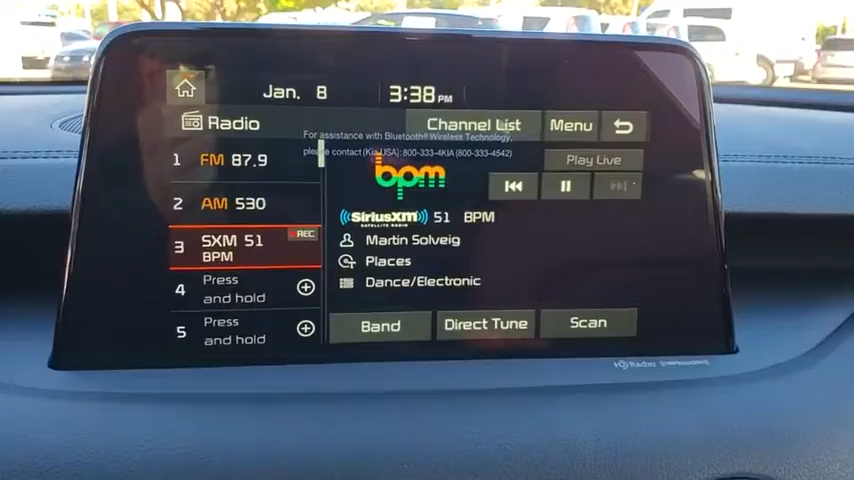 Jan. 8 3:38 PM
Radio Channel List Menu
For assistance with Bluetooth® Wireless Technology,
please contact (Kia USA): 800-333-4KIA (800-333-4542)
1 FM 87.9
Play Live
bpm
2 AM 530
SiriusXM 51 BPM
SATELLITE RADIO
3 SXM 51 REC
BPM
Martin Solveig
Places
Dance/Electronic
4 Press
and hold
5 Press
and hold
Band Direct Tune Scan
HD Radio SiriusXM